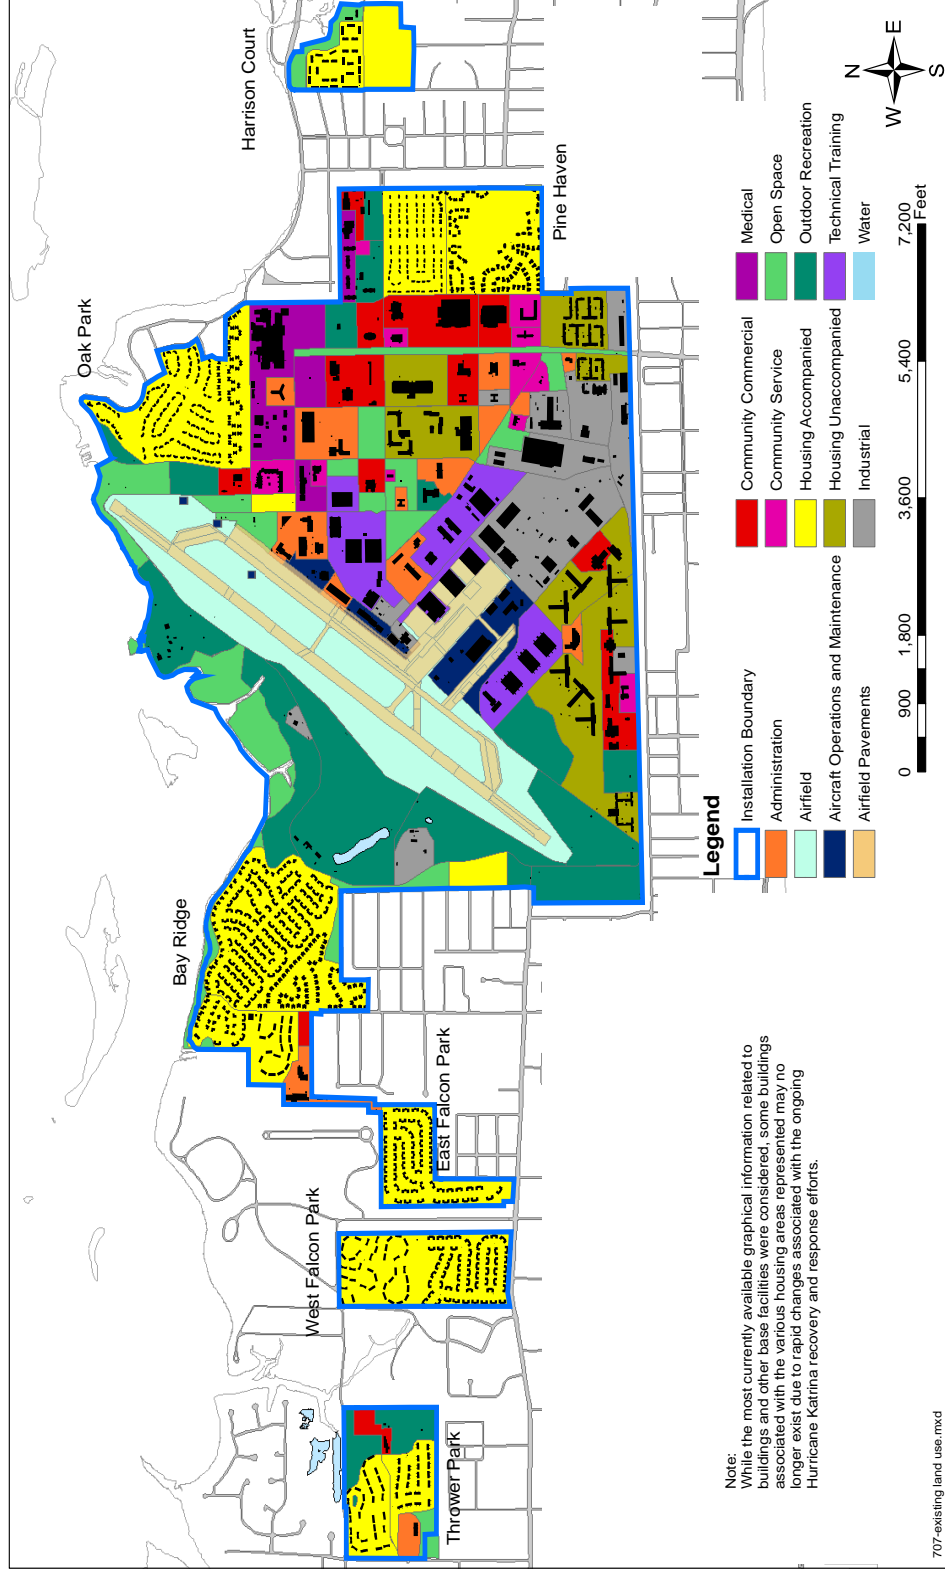 Harrison Court
Oak Park
Pine Haven
Bay Ridge
East Falcon Park
West Falcon Park
Thrower Park
N
W
E
S
Legend
Installation Boundary
Administration
Airfield
Aircraft Operations and Maintenance
Airfield Pavements
Community Commercial
Community Service
Housing Accompanied
Housing Unaccompanied
Industrial
Medical
Open Space
Outdoor Recreation
Technical Training
Water
0
900
1,800
3,600
5,400
7,200
Feet
Note:
While the most currently available graphical information related to
buildings and other base facilities were considered, some buildings
associated with the various housing areas represented may no
longer exist due to rapid changes associated with the ongoing
Hurricane Katrina recovery and response efforts.
707-existing land use.mxd